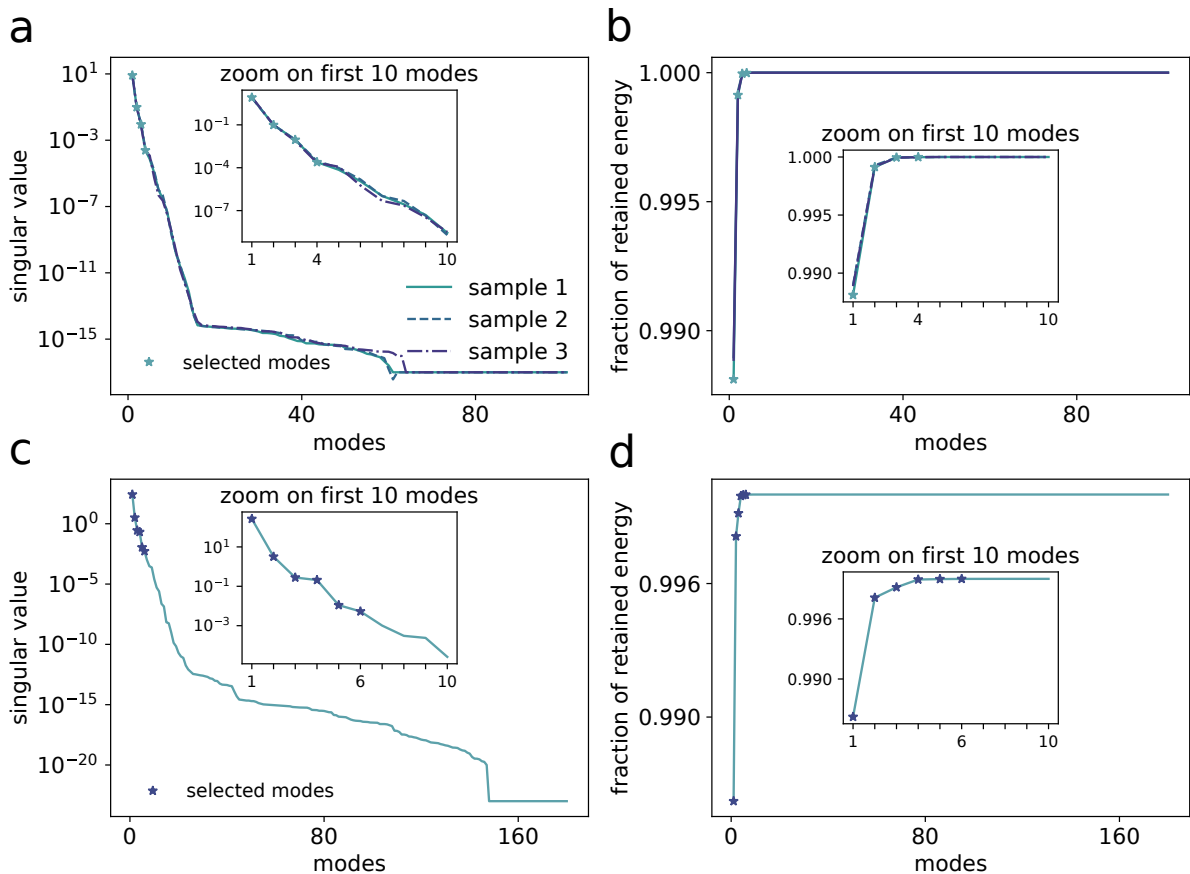 a
zoom on first 10 modes
singular value
10^1
10^-3
10^-7
10^-11
10^-15
10^-1
10^-4
10^-7
1
4
10
sample 1
sample 2
sample 3
selected modes
0
40
80
modes
b
fraction of retained energy
1.000
0.995
0.990
zoom on first 10 modes
1.000
0.995
0.990
1
4
10
0
40
80
modes
c
zoom on first 10 modes
singular value
10^0
10^-5
10^-10
10^-15
10^-20
10^1
10^-1
10^-3
1
6
10
selected modes
0
80
160
modes
d
fraction of retained energy
0.996
0.990
zoom on first 10 modes
0.996
0.990
1
6
10
0
80
160
modes